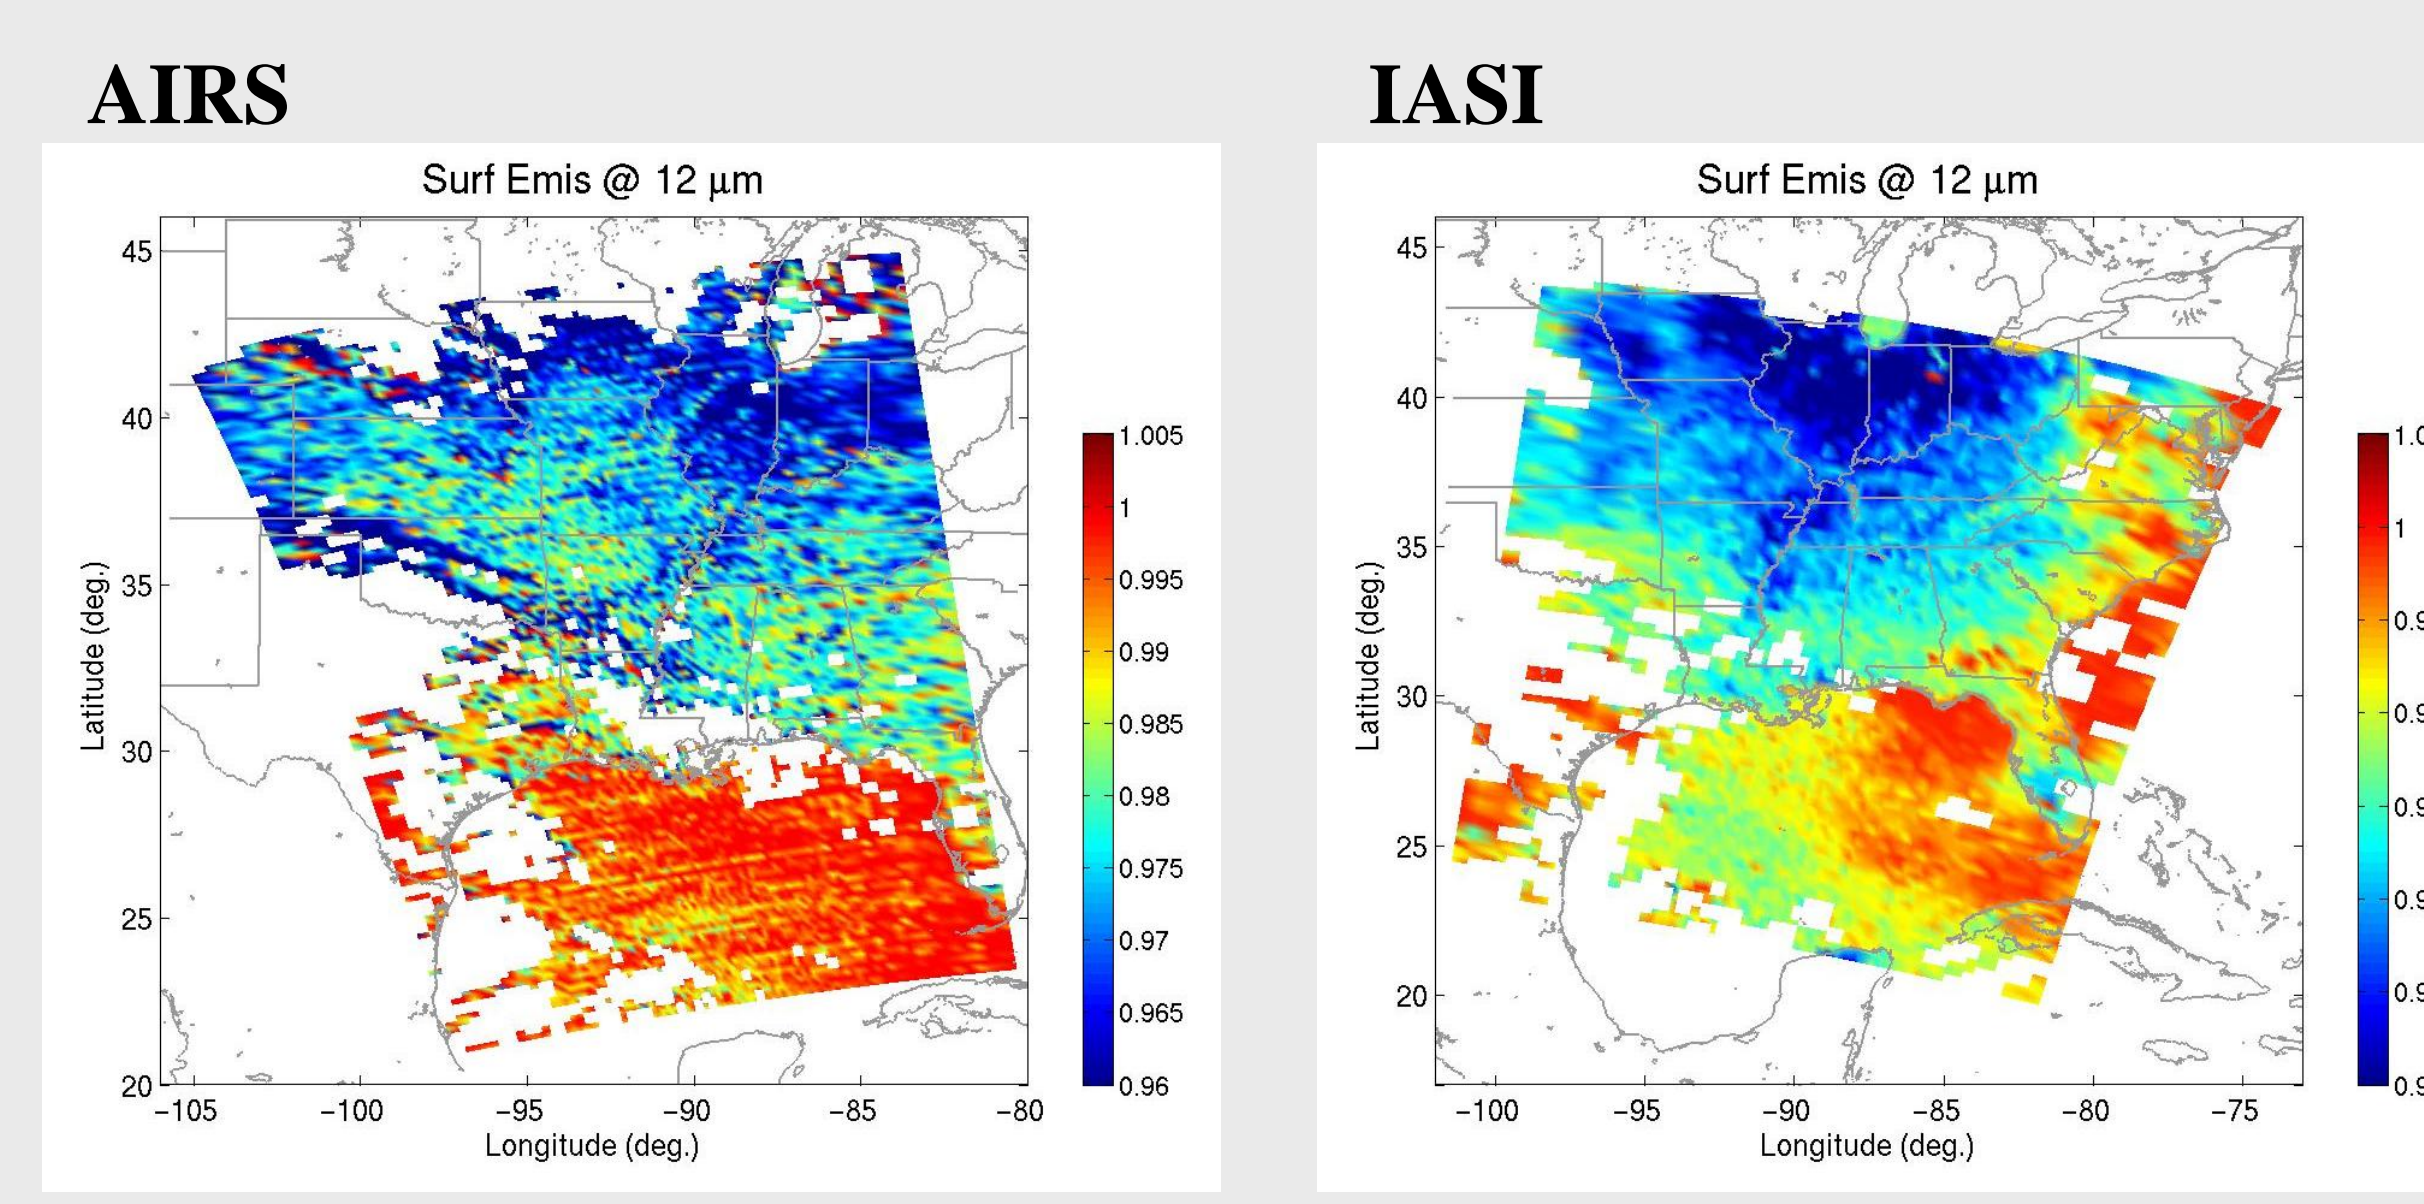 AIRS
IASI
Surf Emis @ 12 μm
45
40
35
30
25
20
Latitude (deg.)
−105 −100 −95 −90 −85 −80
Longitude (deg.)
1.005
1
0.995
0.99
0.985
0.98
0.975
0.97
0.965
0.96
Surf Emis @ 12 μm
45
40
35
30
25
20
Latitude (deg.)
−100 −95 −90 −85 −80 −75
Longitude (deg.)
1